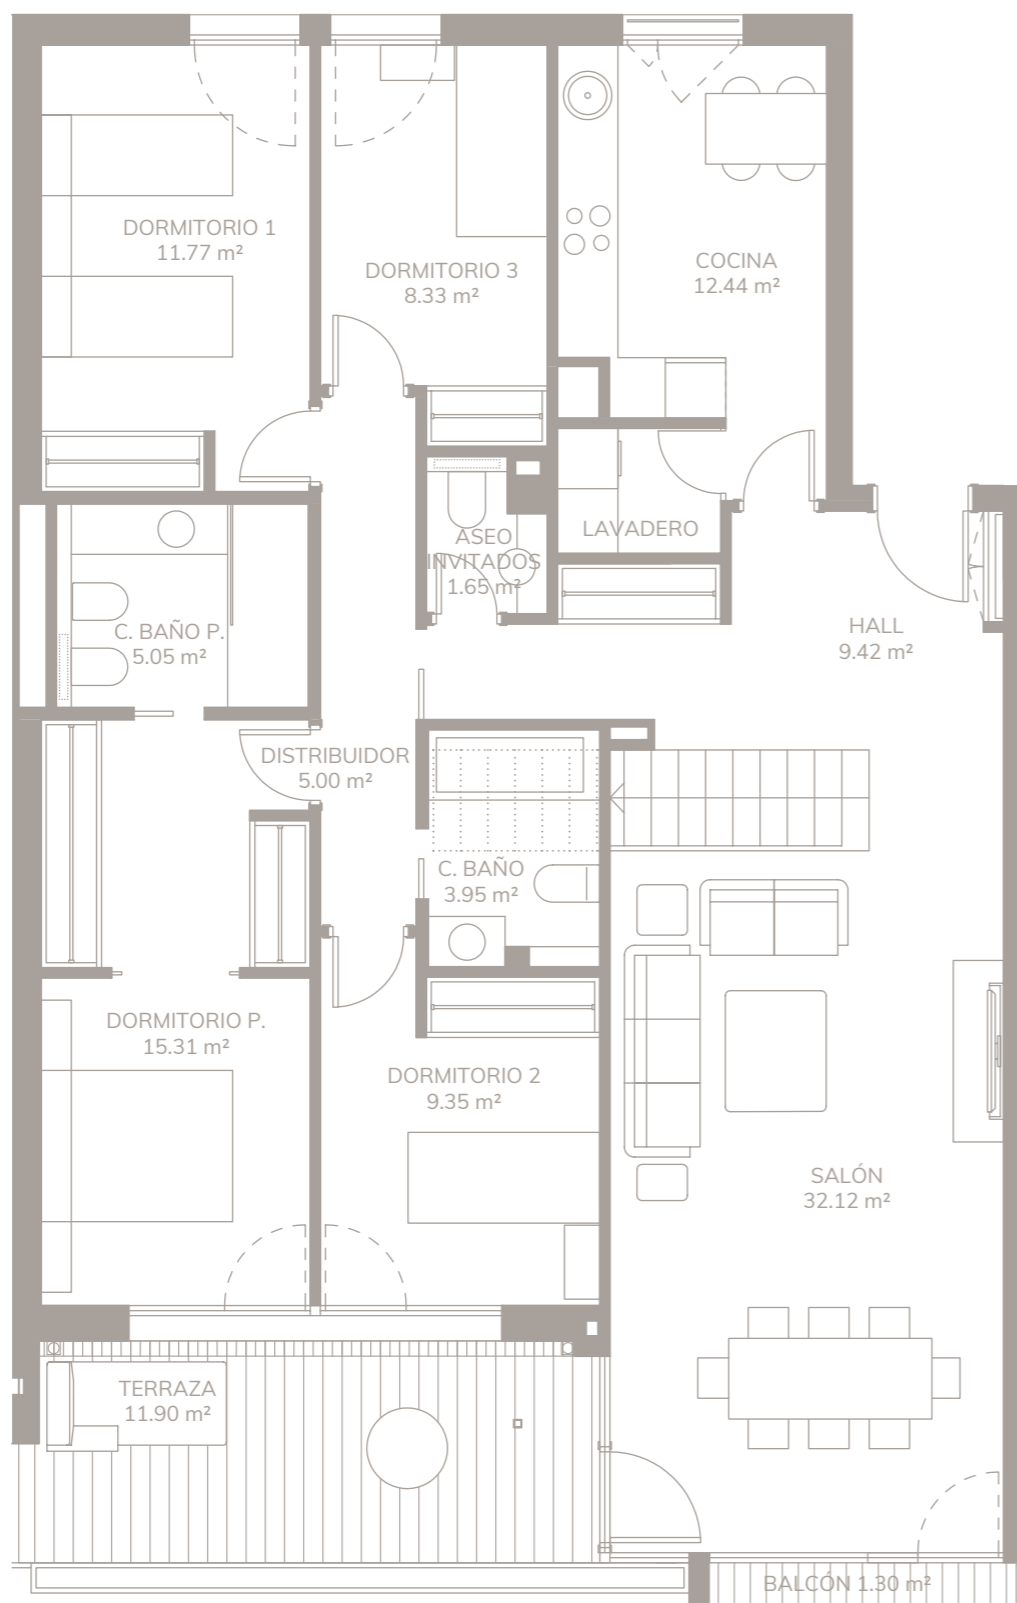 DORMITORIO 1
11.77 m²
DORMITORIO 3
8.33 m²
COCINA
12.44 m²
ASEO
INVITADOS
1.65 m²
LAVADERO
C. BAÑO P.
5.05 m²
HALL
9.42 m²
DISTRIBUIDOR
5.00 m²
C. BAÑO
3.95 m²
DORMITORIO P.
15.31 m²
DORMITORIO 2
9.35 m²
SALÓN
32.12 m²
TERRAZA
11.90 m²
BALCÓN 1.30 m²